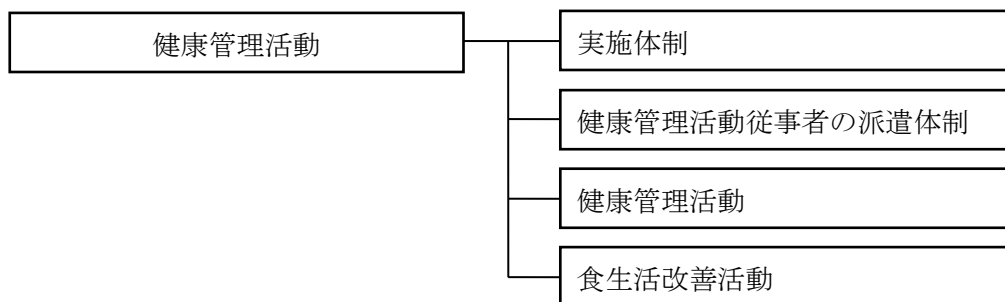 健康管理活動
実施体制
健康管理活動従事者の派遣体制
健康管理活動
食生活改善活動